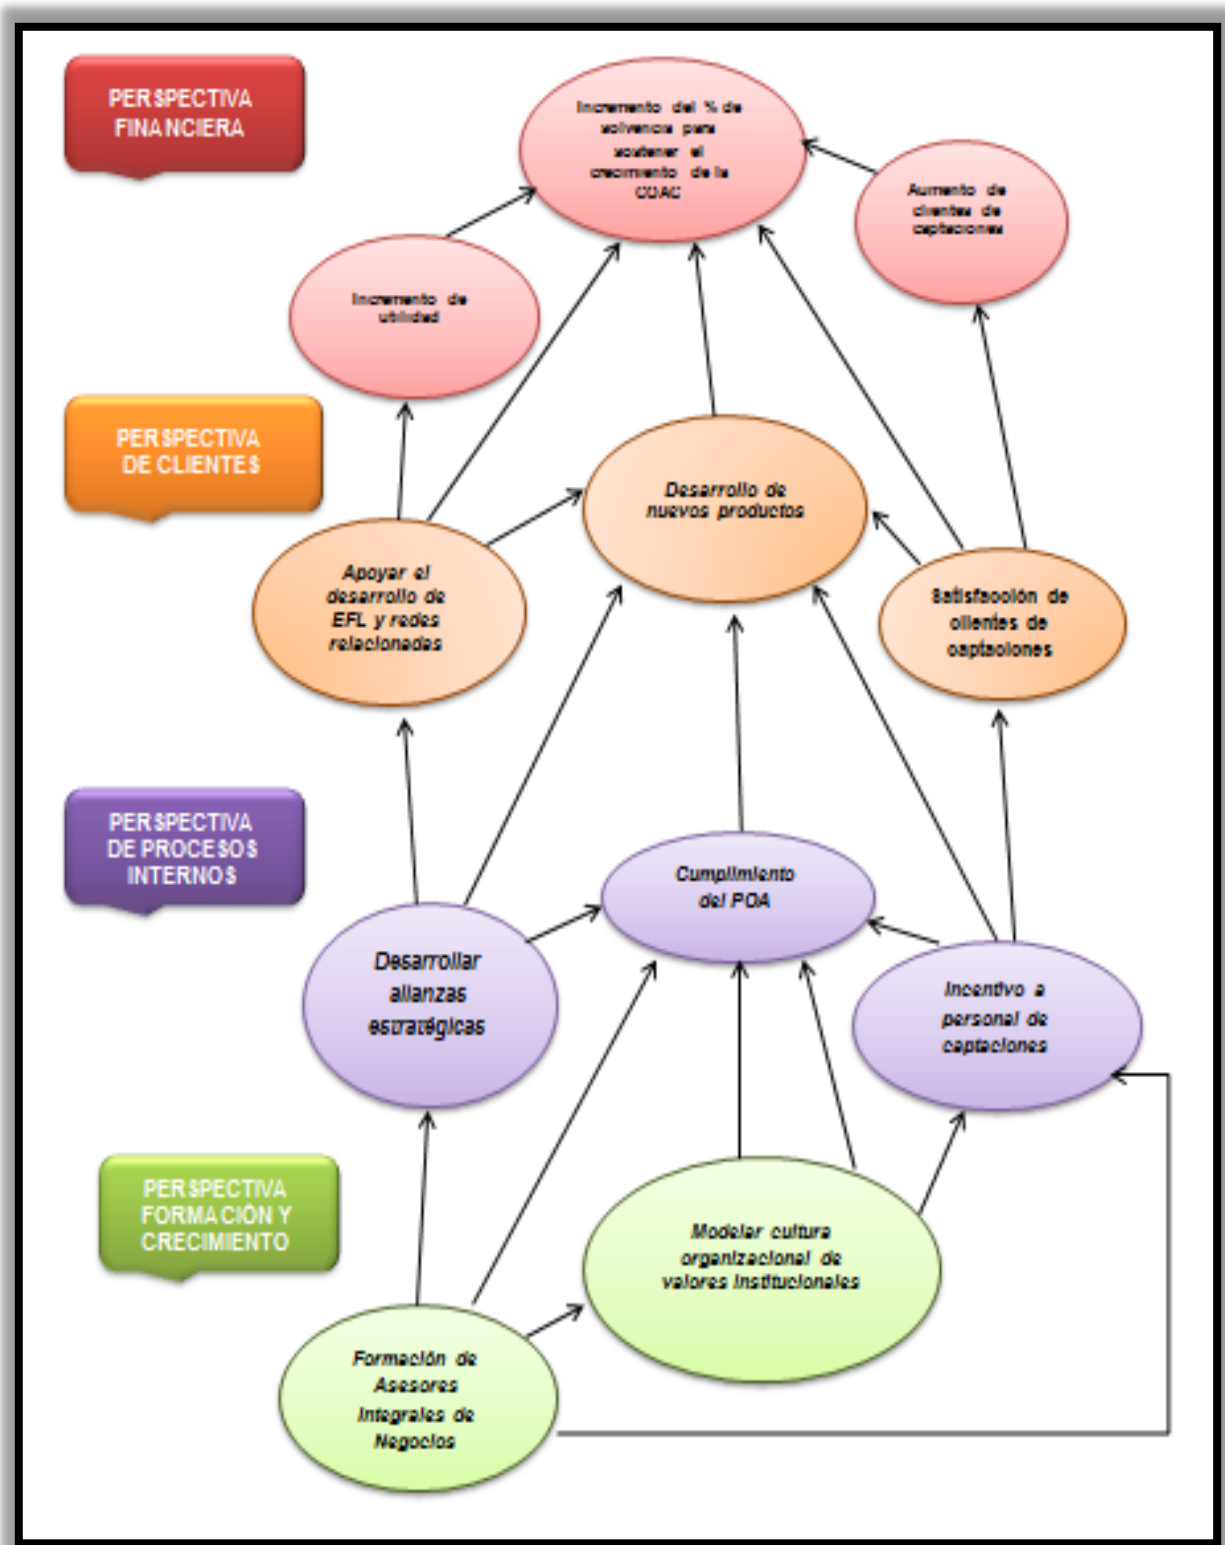 PERSPECTIVA
FINANCIERA
Incremento del % de
solvencia para
sostener el
crecimiento de la
COAC
Aumento de
clientes de
captaciones
Incremento de
utilidad
PERSPECTIVA
DE CLIENTES
Desarrollo de
nuevos productos
Apoyar el
desarrollo de
EFL y redes
relacionadas
Satisfacción de
clientes de
captaciones
PERSPECTIVA
DE PROCESOS
INTERNOS
Cumplimiento
del POA
Desarrollar
alianzas
estratégicas
Incentivo a
personal de
captaciones
PERSPECTIVA
FORMACIÓN Y
CRECIMIENTO
Modelar cultura
organizacional de
valores institucionales
Formación de
Asesores
Integrales de
Negocios